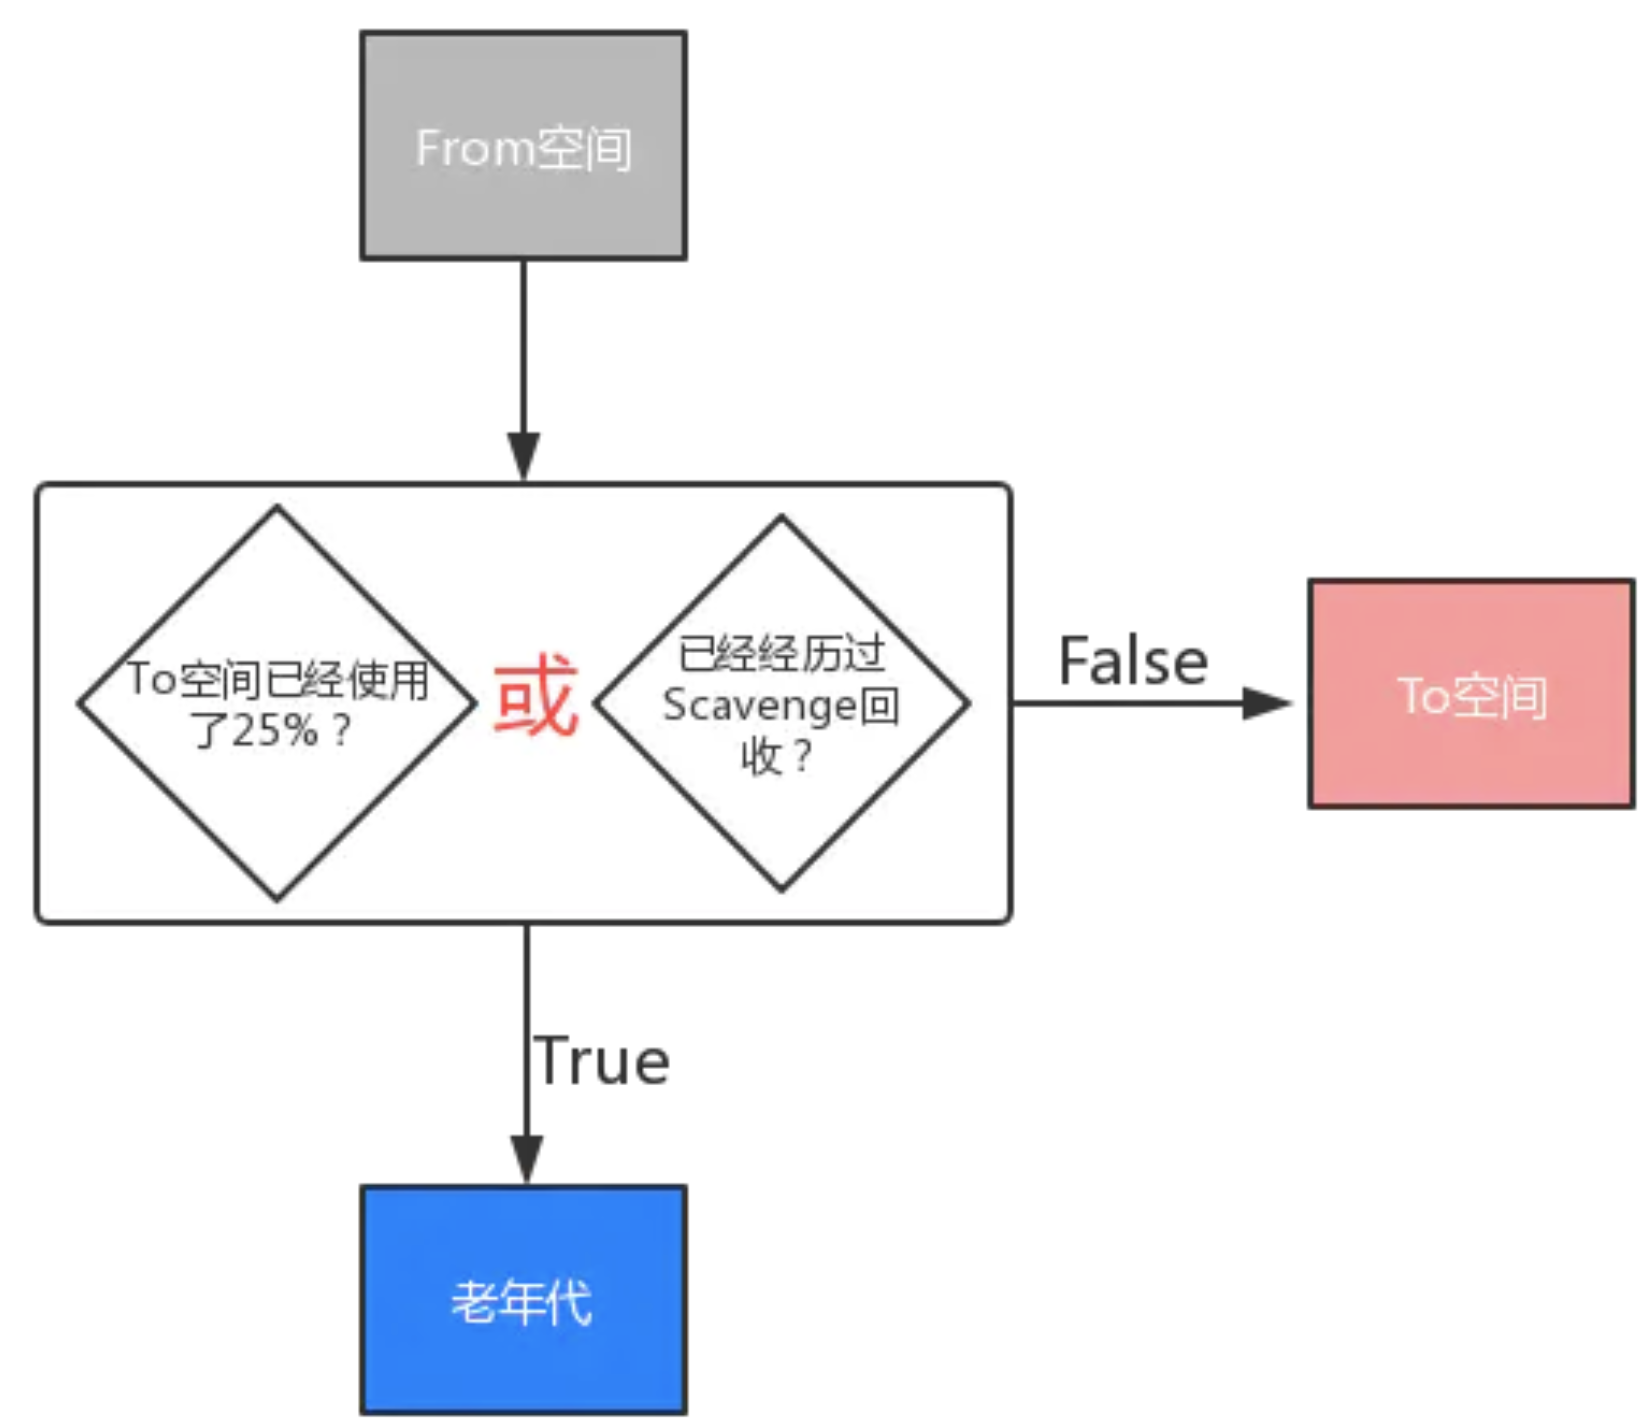 From空间
To空间已经使用
了25%？
或
已经经历过
Scavenge回
收？
False
To空间
True
老年代